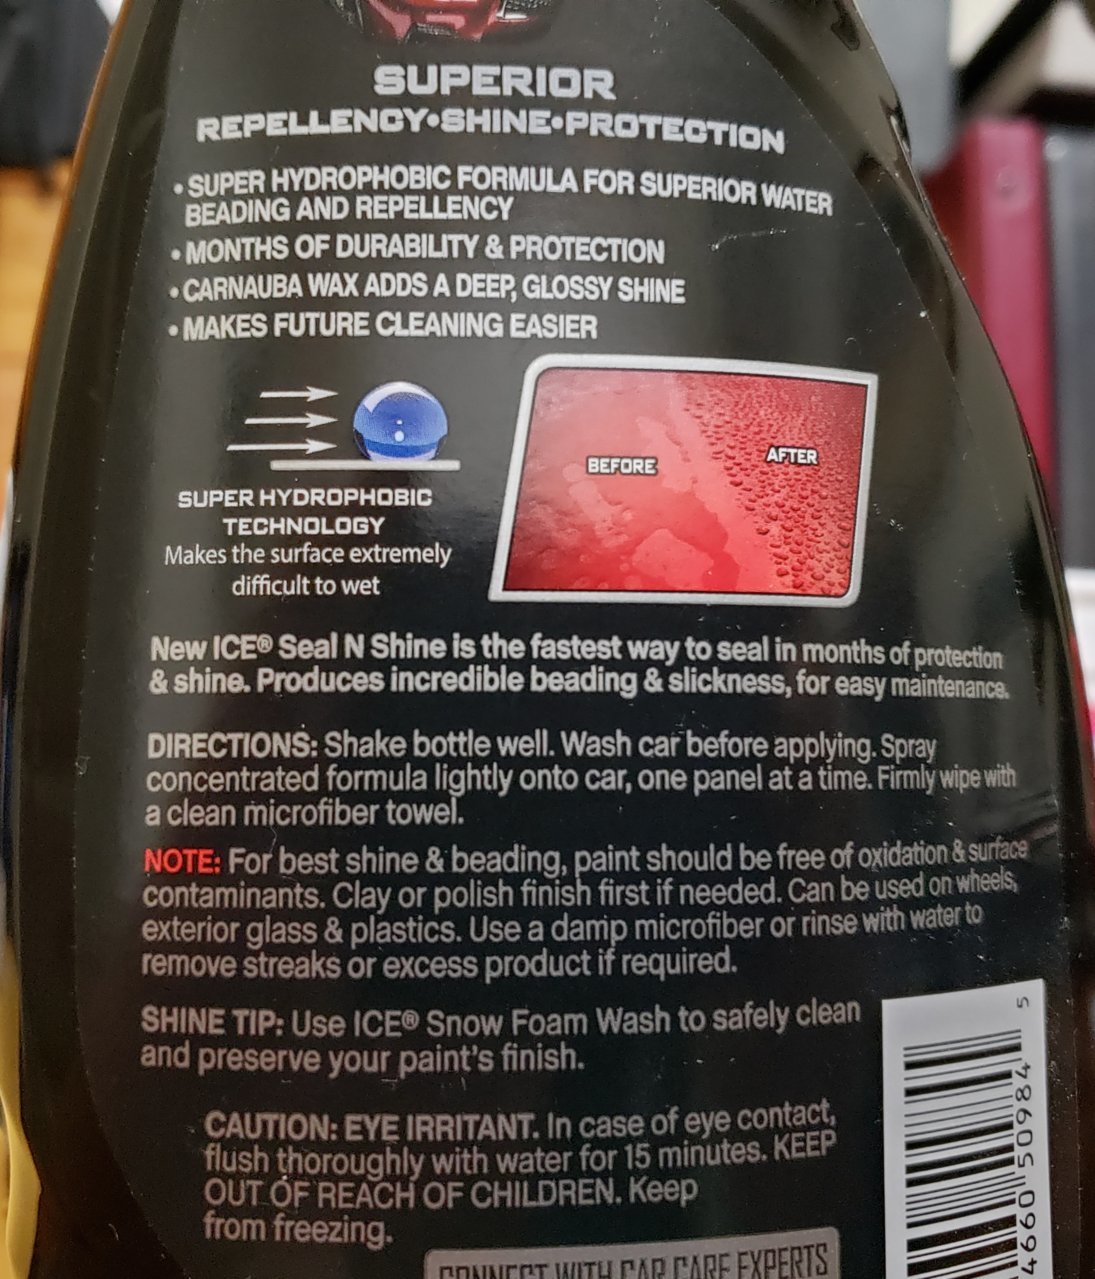 SUPERIOR
REPELLENCY•SHINE•PROTECTION
• SUPER HYDROPHOBIC FORMULA FOR SUPERIOR WATER
BEADING AND REPELLENCY
• MONTHS OF DURABILITY & PROTECTION
• CARNAUBA WAX ADDS A DEEP, GLOSSY SHINE
• MAKES FUTURE CLEANING EASIER
BEFORE
AFTER
SUPER HYDROPHOBIC
TECHNOLOGY
Makes the surface extremely
difficult to wet
New ICE® Seal N Shine is the fastest way to seal in months of protection
& shine. Produces incredible beading & slickness, for easy maintenance.
DIRECTIONS: Shake bottle well. Wash car before applying. Spray
concentrated formula lightly onto car, one panel at a time. Firmly wipe with
a clean microfiber towel.
NOTE: For best shine & beading, paint should be free of oxidation & surface
contaminants. Clay or polish finish first if needed. Can be used on wheels,
exterior glass & plastics. Use a damp microfiber or rinse with water to
remove streaks or excess product if required.
SHINE TIP: Use ICE® Snow Foam Wash to safely clean
and preserve your paint's finish.
CAUTION: EYE IRRITANT. In case of eye contact,
flush thoroughly with water for 15 minutes. KEEP
OUT OF REACH OF CHILDREN. Keep
from freezing.
CONNECT WITH CAR CARE EXPERTS
4660 50984 5